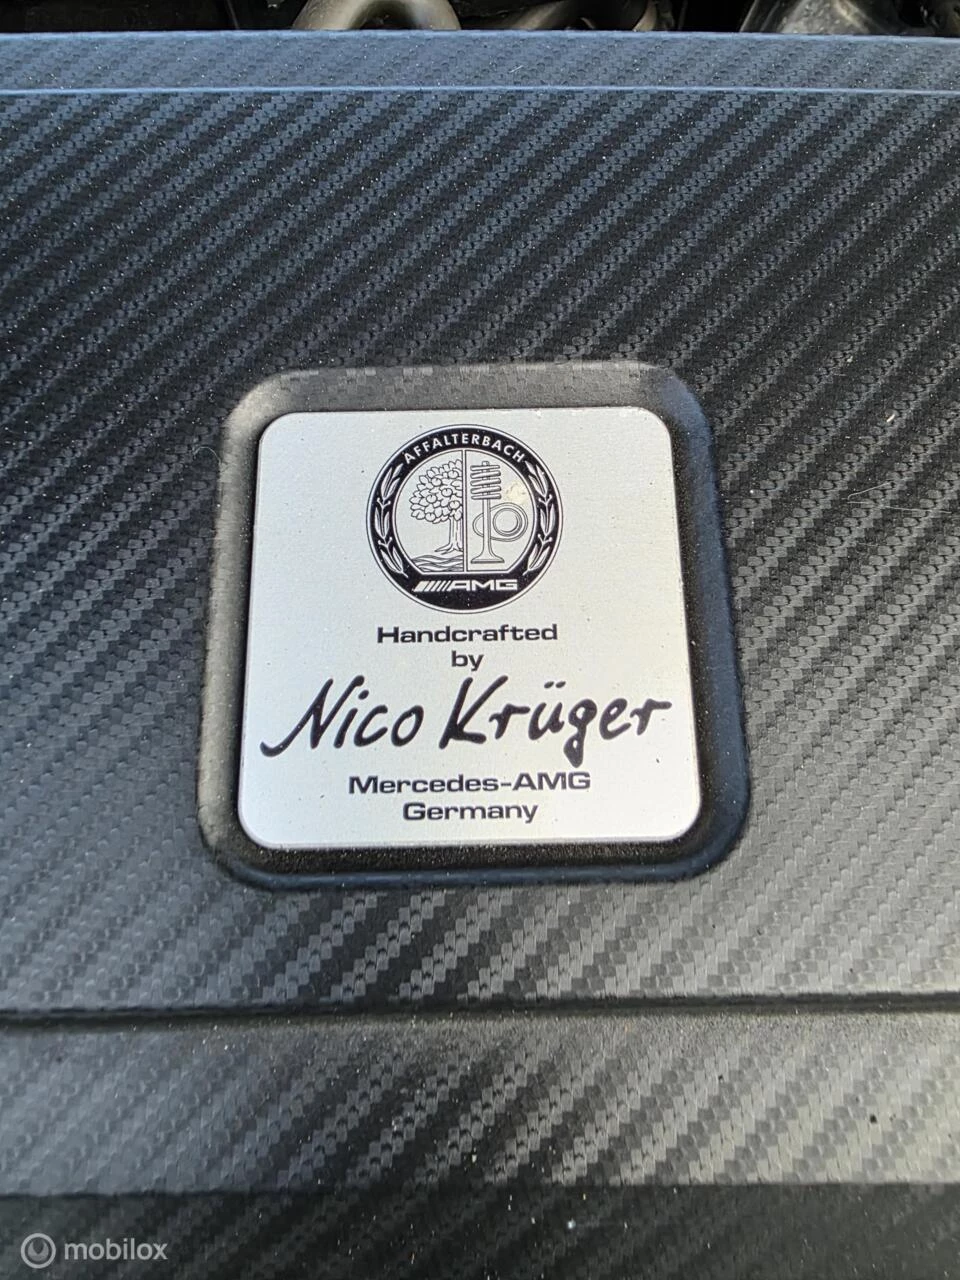 AFFALTERBACH
AMG
Handcrafted
by
Nico Krüger
Mercedes-AMG
Germany
mobilox